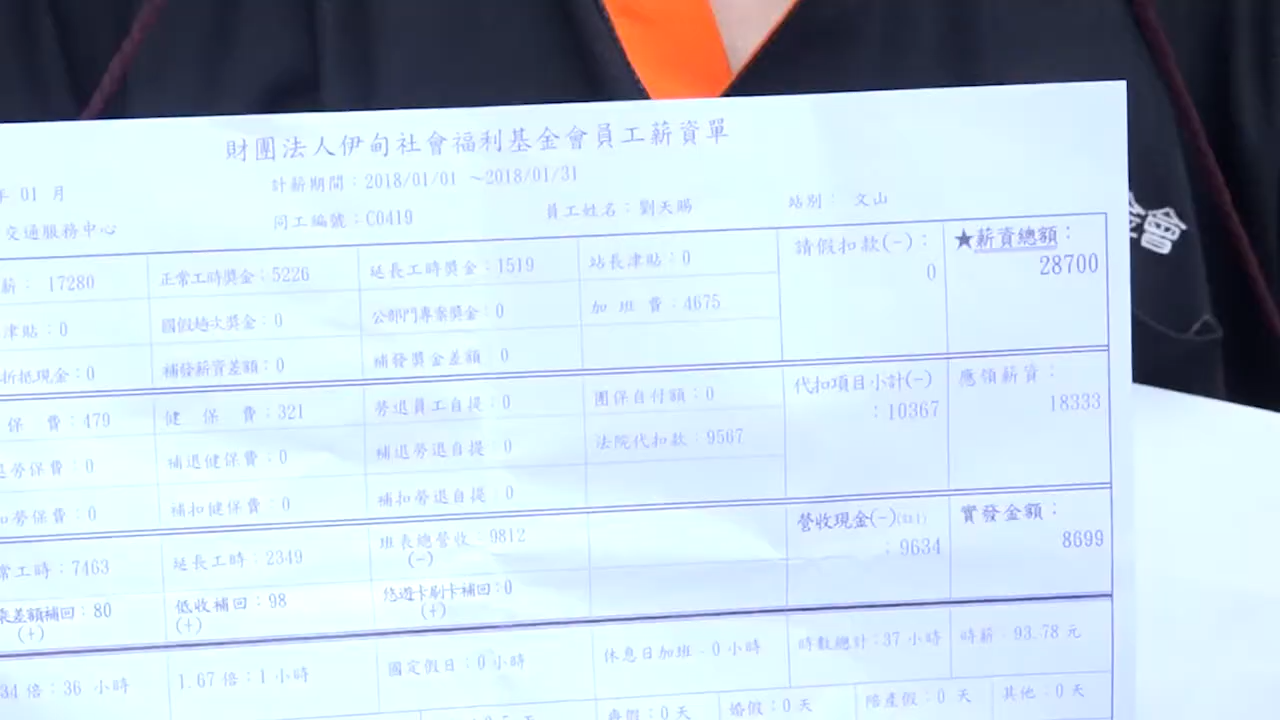 財團法人伊甸社會福利基金會員工薪資單
年 01 月
計薪期間：2018/01/01 ～2018/01/31
交通服務中心
同工編號：C0419
員工姓名：劉天賜
站別： 文山
薪： 17280
正常工時獎金：5226
延長工時獎金：1519
站長津貼：0
請假扣款(-)：
0
★薪資總額：
28700
津貼：0
國假趟次獎金：0
公部門專案獎金：0
加 班 費：4675
折抵現金：0
補發薪資差額：0
補發獎金差額：0
保 費：479
健 保 費：321
勞退員工自提：0
團保自付額：0
代扣項目小計(-)
：10367
應領薪資：
18333
退勞保費：0
補退健保費：0
補退勞退自提：0
法院代扣款：9567
扣勞保費：0
補扣健保費：0
補扣勞退自提：0
常工時：7463
延長工時：2349
班長總營收：9812
(-)
營收現金(-)
：9634
實發金額：
8699
差額補回：80
(+)
低收補回：98
(+)
悠遊卡刷卡補回：0
(+)
34 倍：36 小時
1.67 倍：1 小時
國定假日：0 小時
休息日加班：0 小時
時數總計：37 小時
時薪：93.78 元
婚假：0 天
陪產假：0 天
其他：0 天